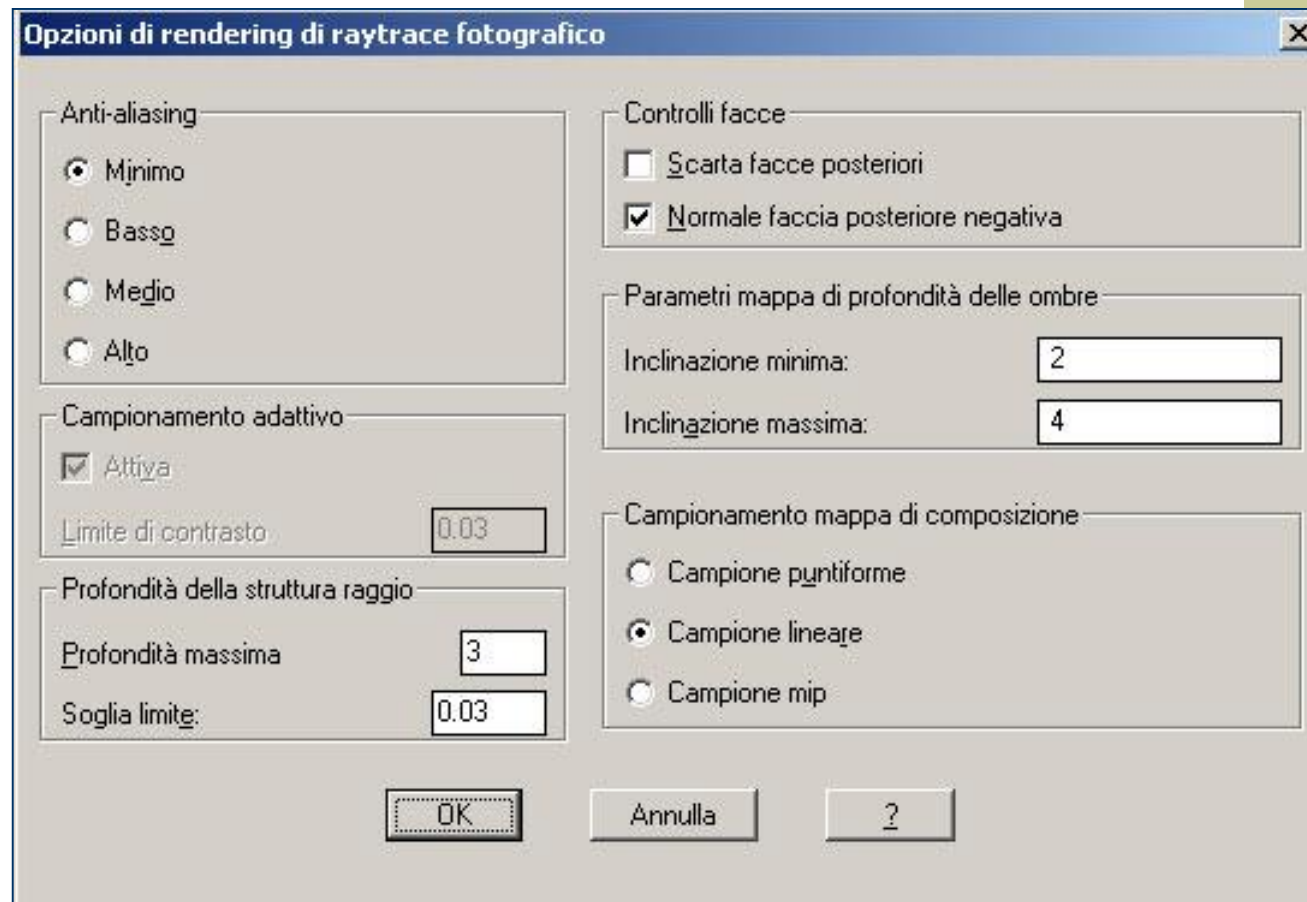 Opzioni di rendering di raytrace fotografico
Anti-aliasing
Minimo
Basso
Medio
Alto
Campionamento adattivo
Attiva
Limite di contrasto 0.03
Profondità della struttura raggio
Profondità massima 3
Soglia limite: 0.03
Controlli facce
Scarta facce posteriori
Normale faccia posteriore negativa
Parametri mappa di profondità delle ombre
Inclinazione minima: 2
Inclinazione massima: 4
Campionamento mappa di composizione
Campione puntiforme
Campione lineare
Campione mip
OK Annulla ?